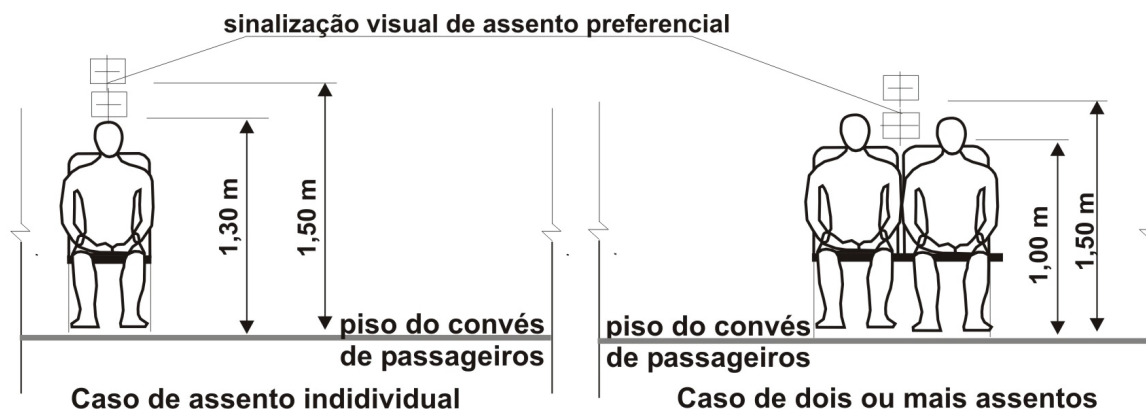 sinalização visual de assento preferencial
1,30 m
1,50 m
1,00 m
1,50 m
piso do convés
de passageiros
piso do convés
de passageiros
Caso de assento indidividual
Caso de dois ou mais assentos